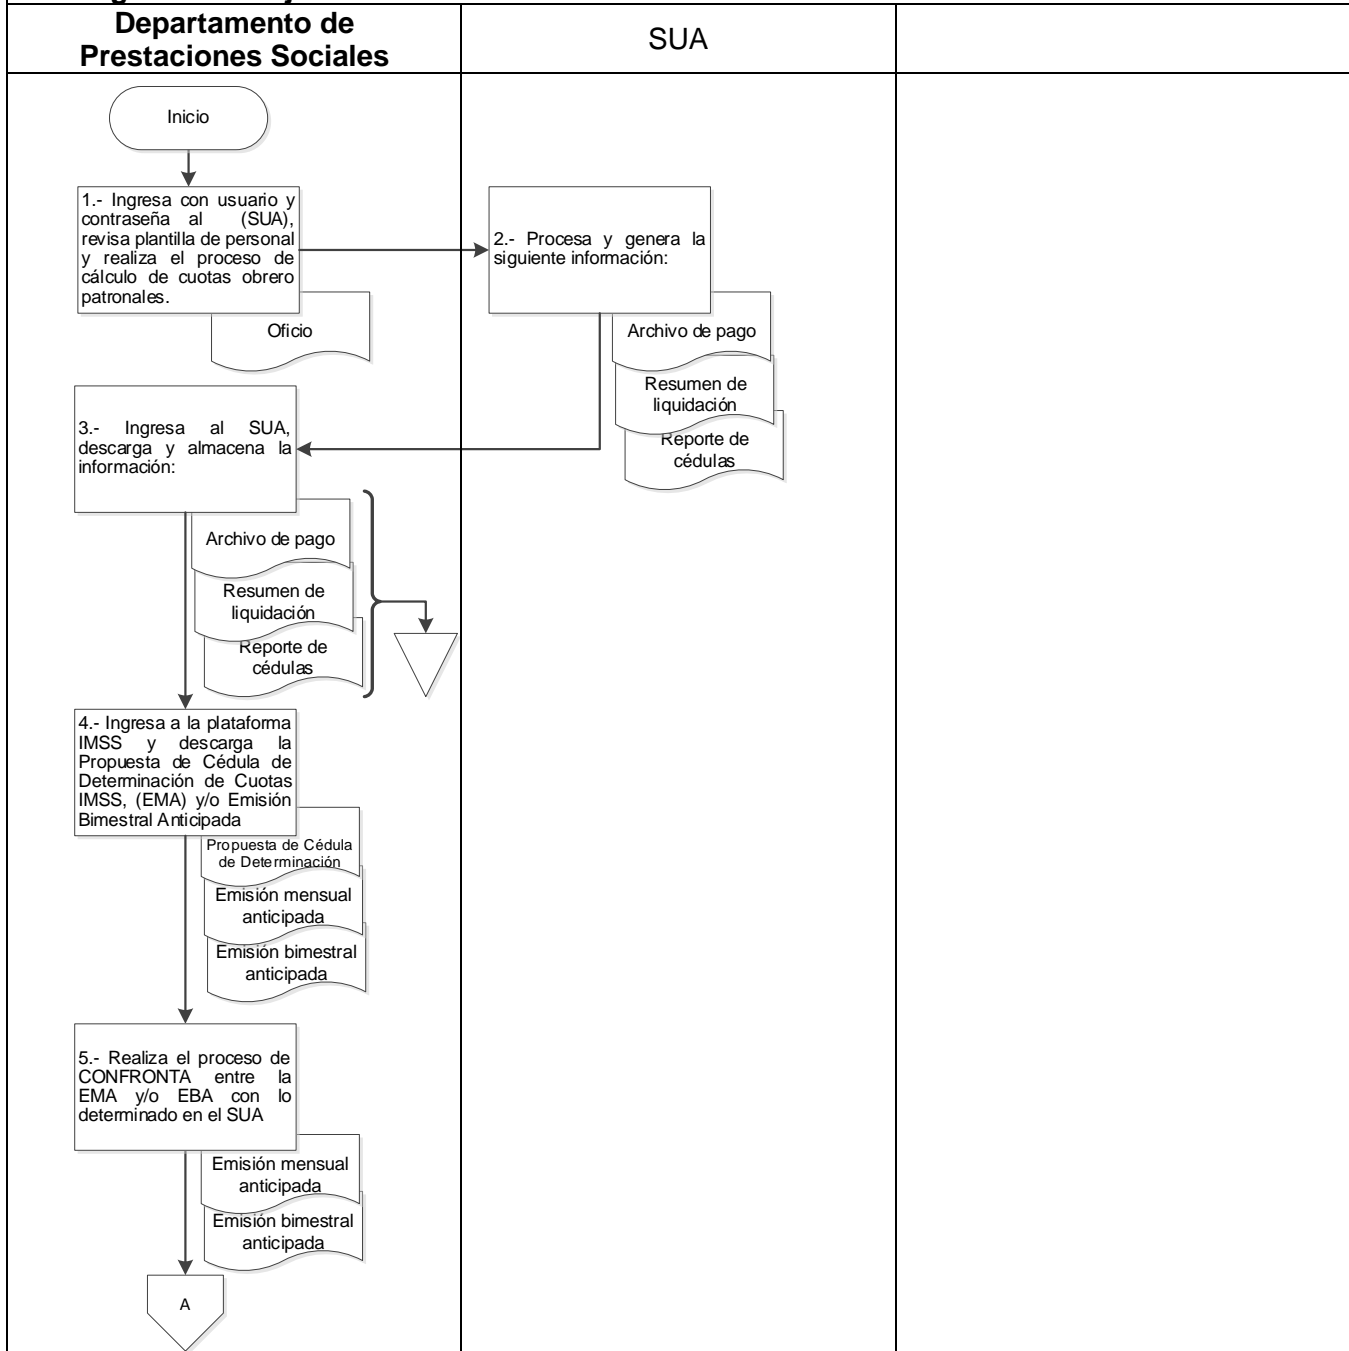 Departamento de
Prestaciones Sociales
SUA
Inicio
1.- Ingresa con usuario y
contraseña al (SUA),
revisa plantilla de personal
y realiza el proceso de
cálculo de cuotas obrero
patronales.
Oficio
2.- Procesa y genera la
siguiente información:
Archivo de pago
Resumen de
liquidación
Reporte de
cédulas
3.- Ingresa al SUA,
descarga y almacena la
información:
Archivo de pago
Resumen de
liquidación
Reporte de
cédulas
4.- Ingresa a la plataforma
IMSS y descarga la
Propuesta de Cédula de
Determinación de Cuotas
IMSS, (EMA) y/o Emisión
Bimestral Anticipada
Propuesta de Cédula
de Determinación
Emisión mensual
anticipada
Emisión bimestral
anticipada
5.- Realiza el proceso de
CONFRONTA entre la
EMA y/o EBA con lo
determinado en el SUA
Emisión mensual
anticipada
Emisión bimestral
anticipada
A